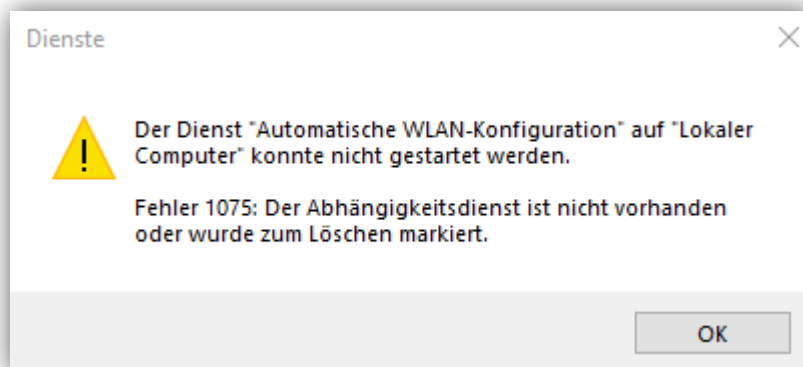 Dienste
Der Dienst "Automatische WLAN-Konfiguration" auf "Lokaler
Computer" konnte nicht gestartet werden.
Fehler 1075: Der Abhängigkeitsdienst ist nicht vorhanden
oder wurde zum Löschen markiert.
OK